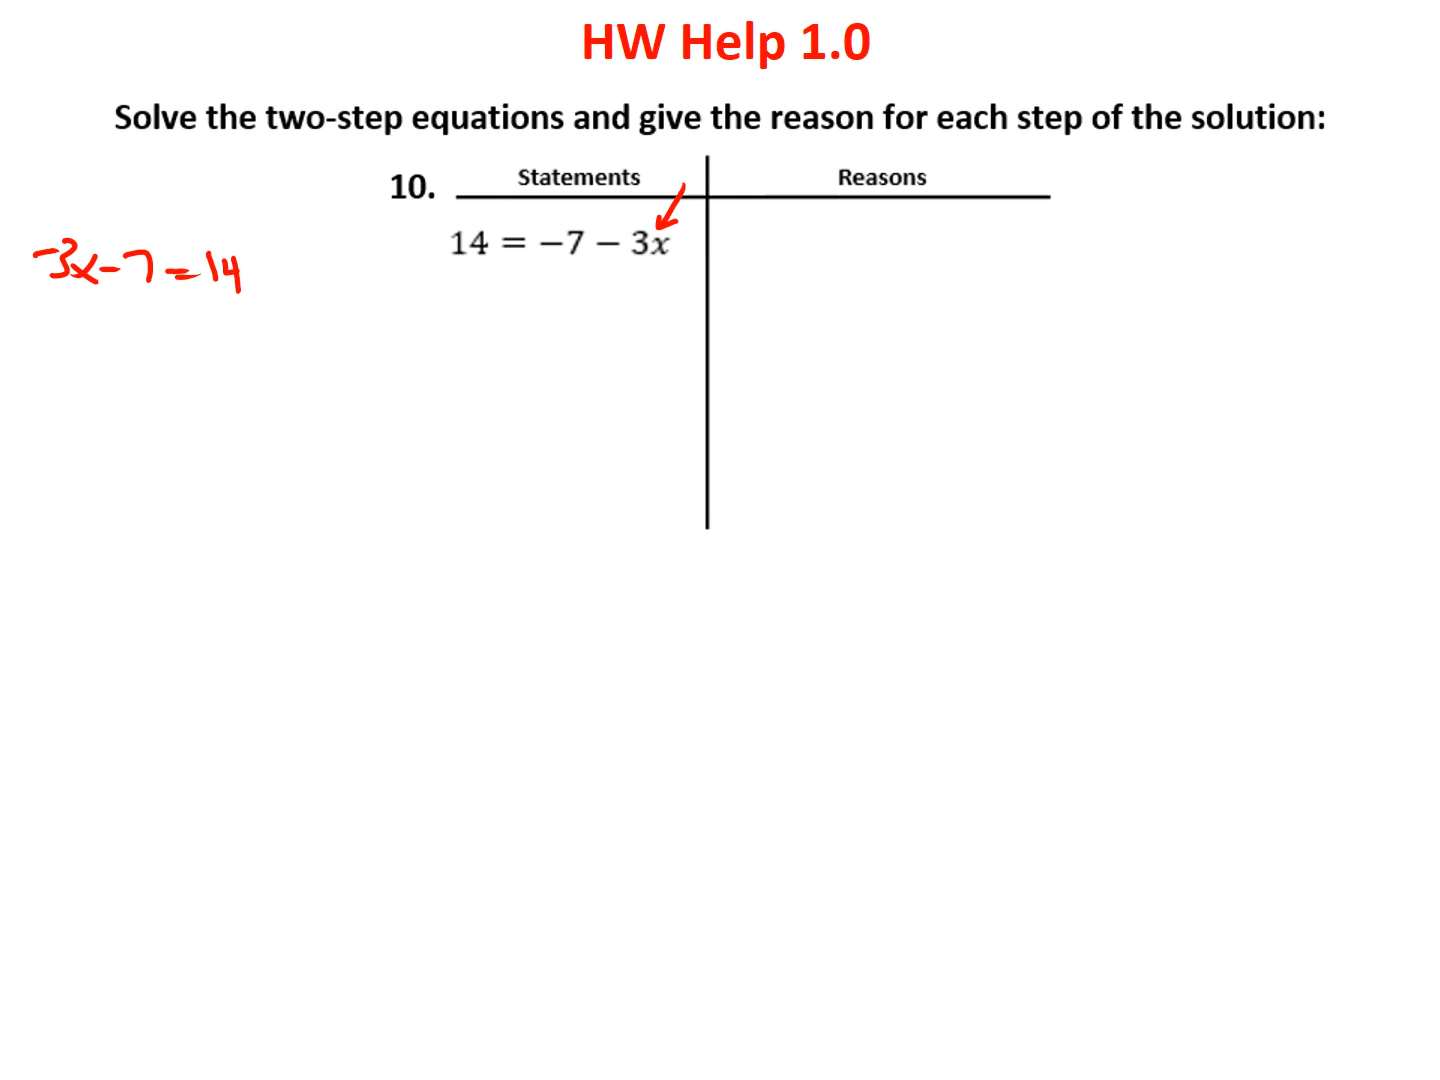 HW Help 1.0
Solve the two-step equations and give the reason for each step of the solution:
10. Statements Reasons
14 = −7 − 3x
-3x-7=14